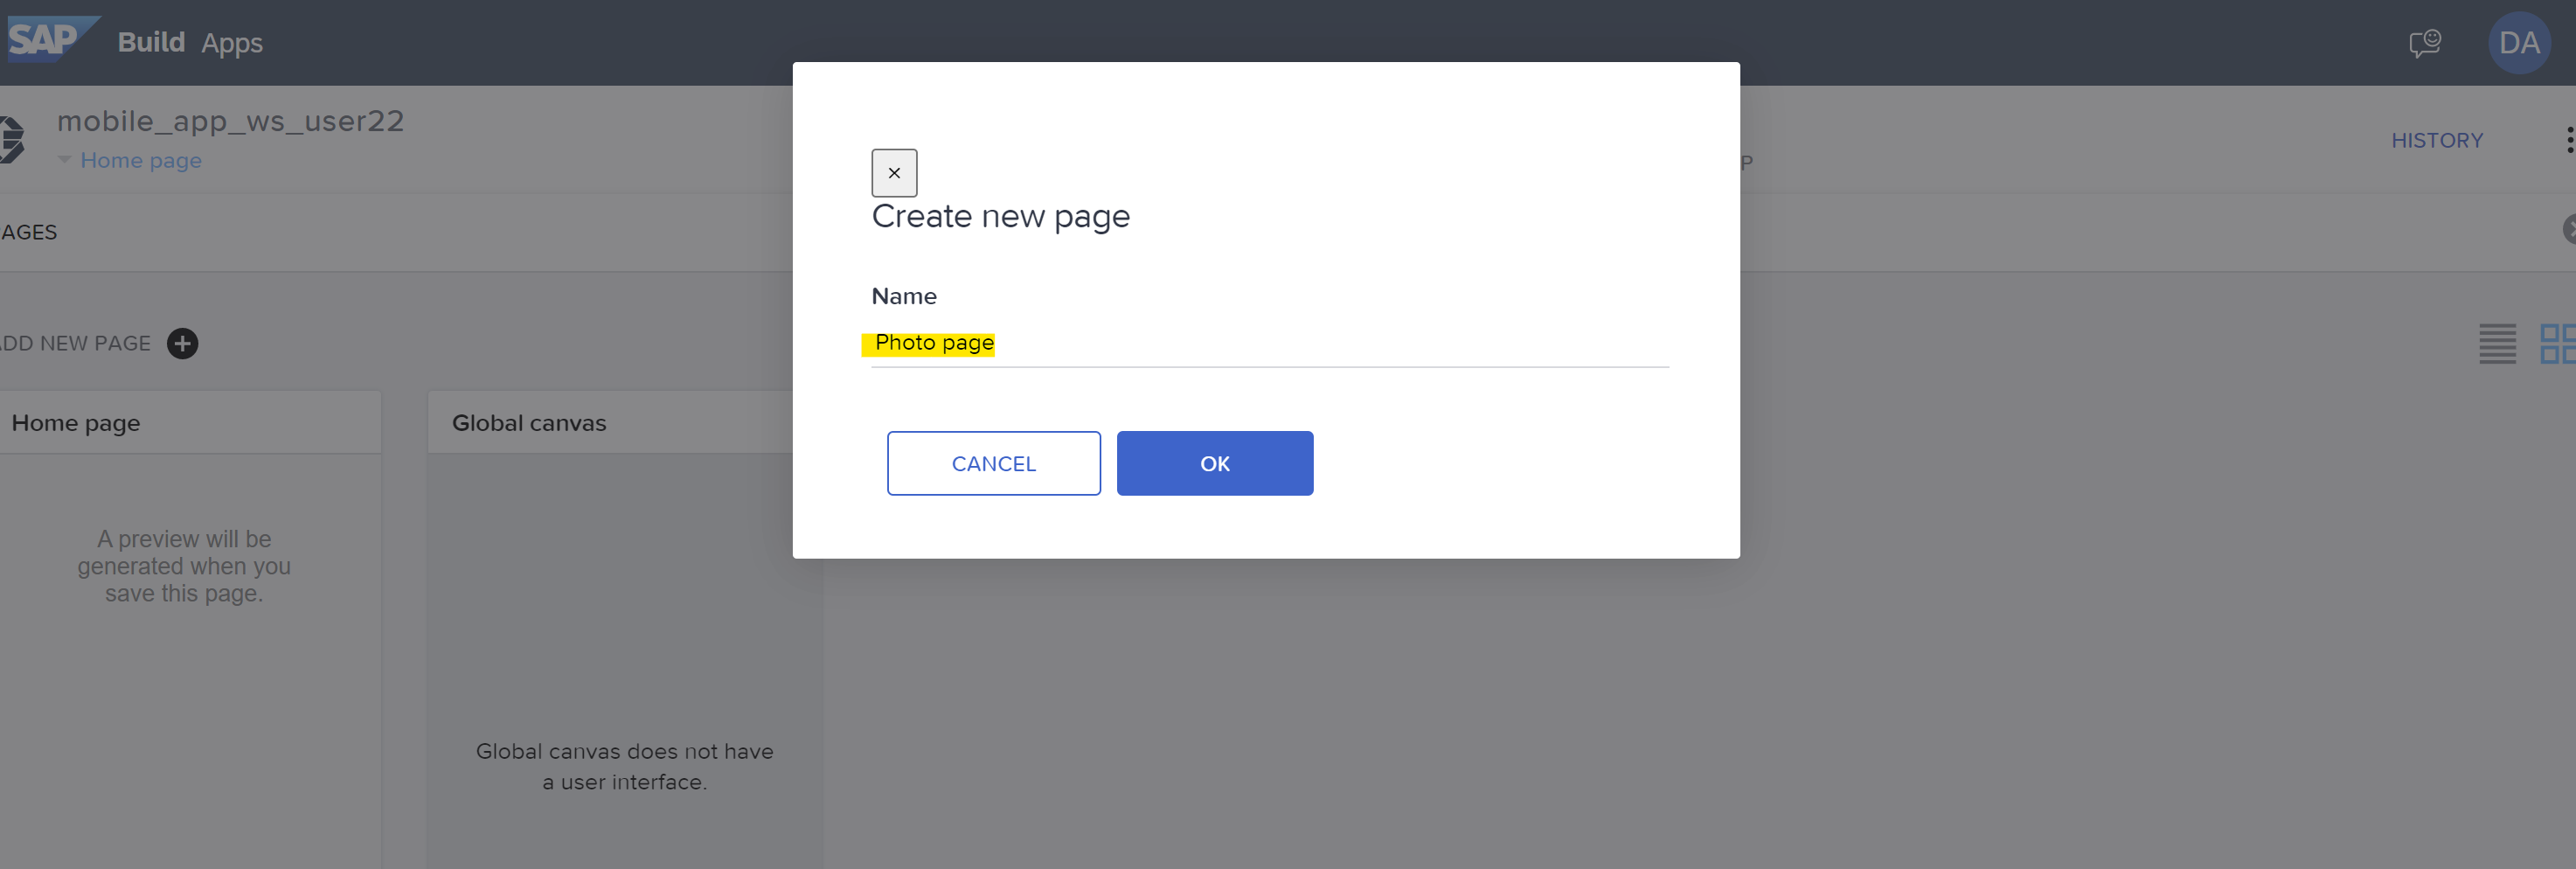 SAP Build Apps
DA
mobile_app_ws_user22
Home page
HISTORY
AGES
Create new page
Name
Photo page
CANCEL
OK
ADD NEW PAGE
Home page
Global canvas
A preview will be
generated when you
save this page.
Global canvas does not have
a user interface.